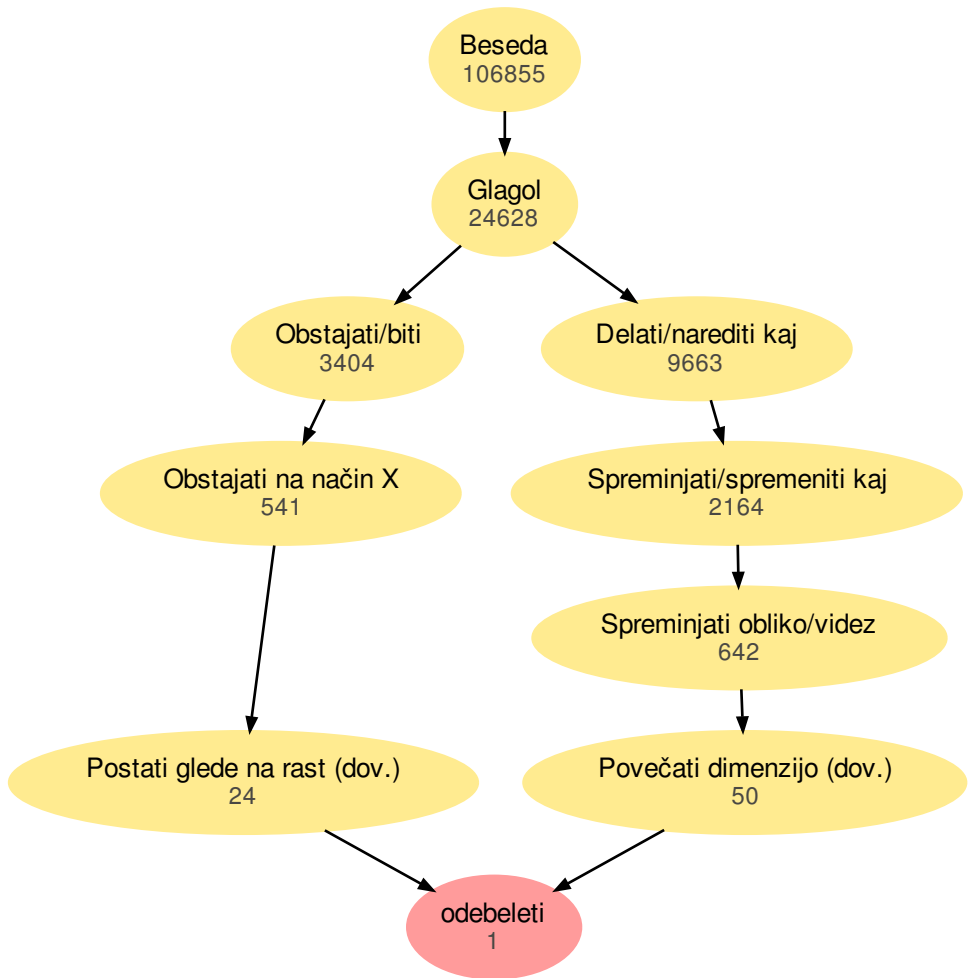 Beseda
106855
Glagol
24628
Obstajati/biti
3404
Delati/narediti kaj
9663
Obstajati na način X
541
Spreminjati/spremeniti kaj
2164
Spreminjati obliko/videz
642
Postati glede na rast (dov.)
24
Povečati dimenzijo (dov.)
50
odebeleti
1